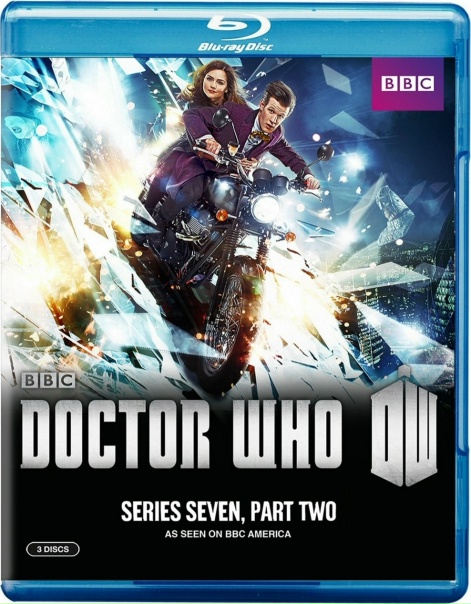 Blu-ray Disc
BBC
BBC
DOCTOR WHO DW
SERIES SEVEN, PART TWO
AS SEEN ON BBC AMERICA
3 DISCS